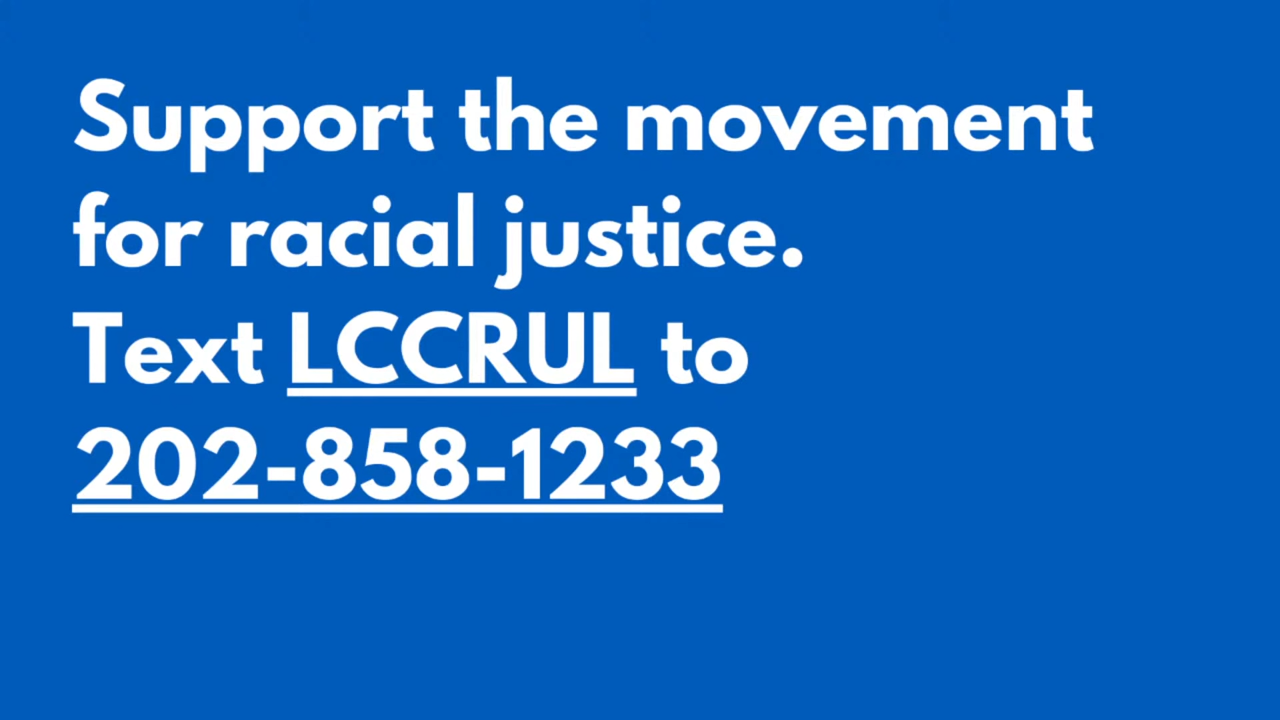 Support the movement
for racial justice.
Text LCCRUL to
202-858-1233